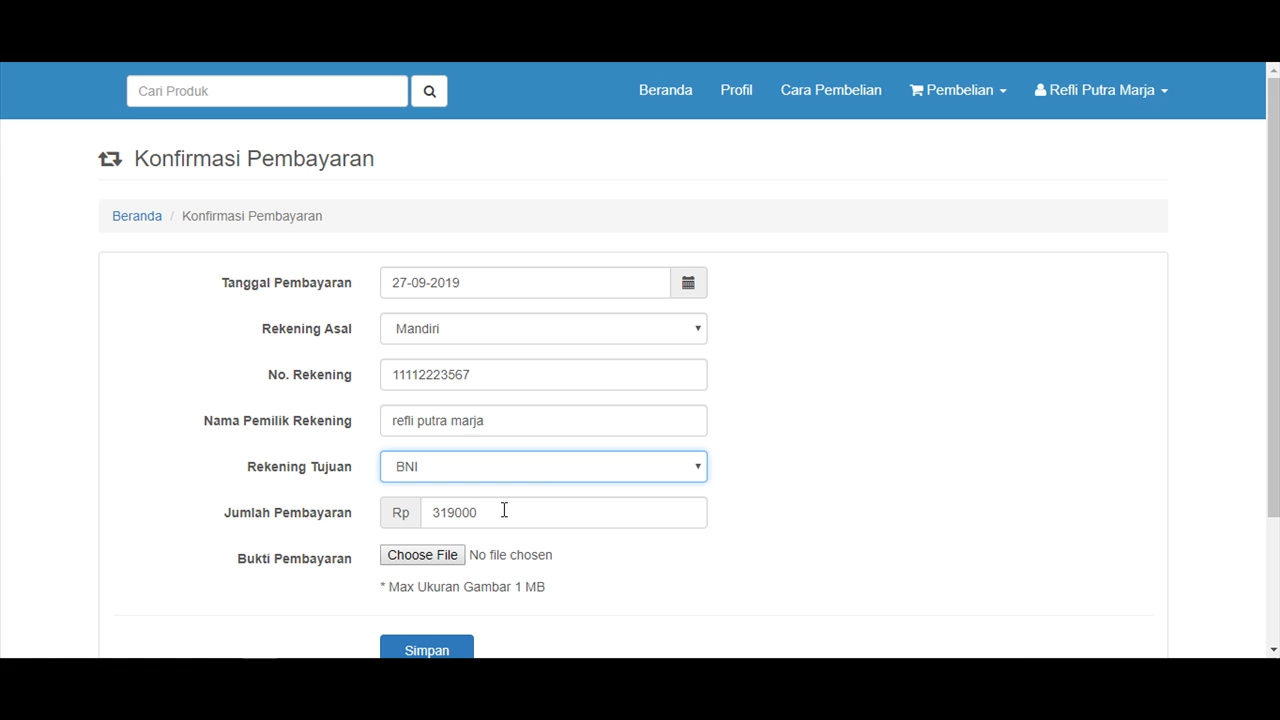 Cari Produk
Beranda Profil Cara Pembelian Pembelian Refli Putra Marja
Konfirmasi Pembayaran
Beranda / Konfirmasi Pembayaran
Tanggal Pembayaran 27-09-2019
Rekening Asal Mandiri
No. Rekening 11112223567
Nama Pemilik Rekening refli putra marja
Rekening Tujuan BNI
Jumlah Pembayaran Rp 319000
Bukti Pembayaran Choose File No file chosen
* Max Ukuran Gambar 1 MB
Simpan